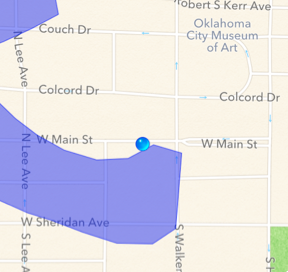 Robert S Kerr Ave
Oklahoma
City Museum
of Art
Couch Dr
N Lee Ave
Colcord Dr
Colcord Dr
W Main St
W Main St
N Lee Ave
W Sheridan Ave
S Lee A
S Walker
S H